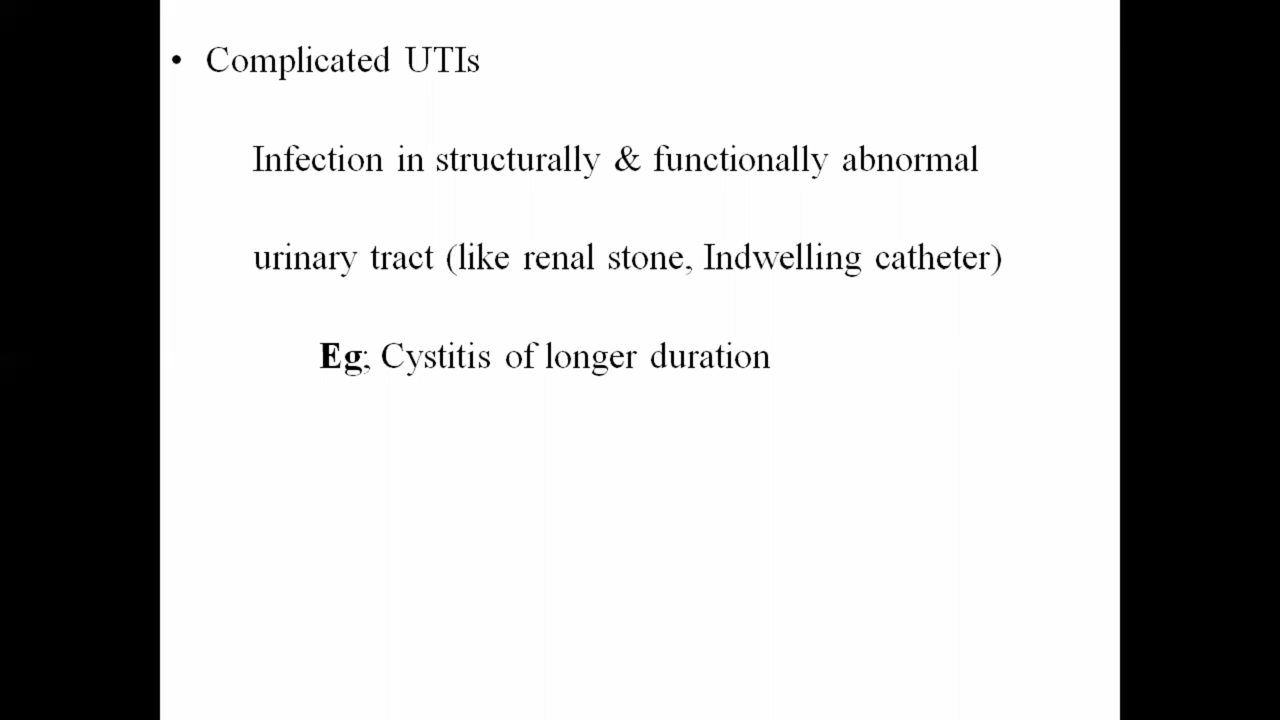 • Complicated UTIs
Infection in structurally & functionally abnormal
urinary tract (like renal stone, Indwelling catheter)
Eg; Cystitis of longer duration